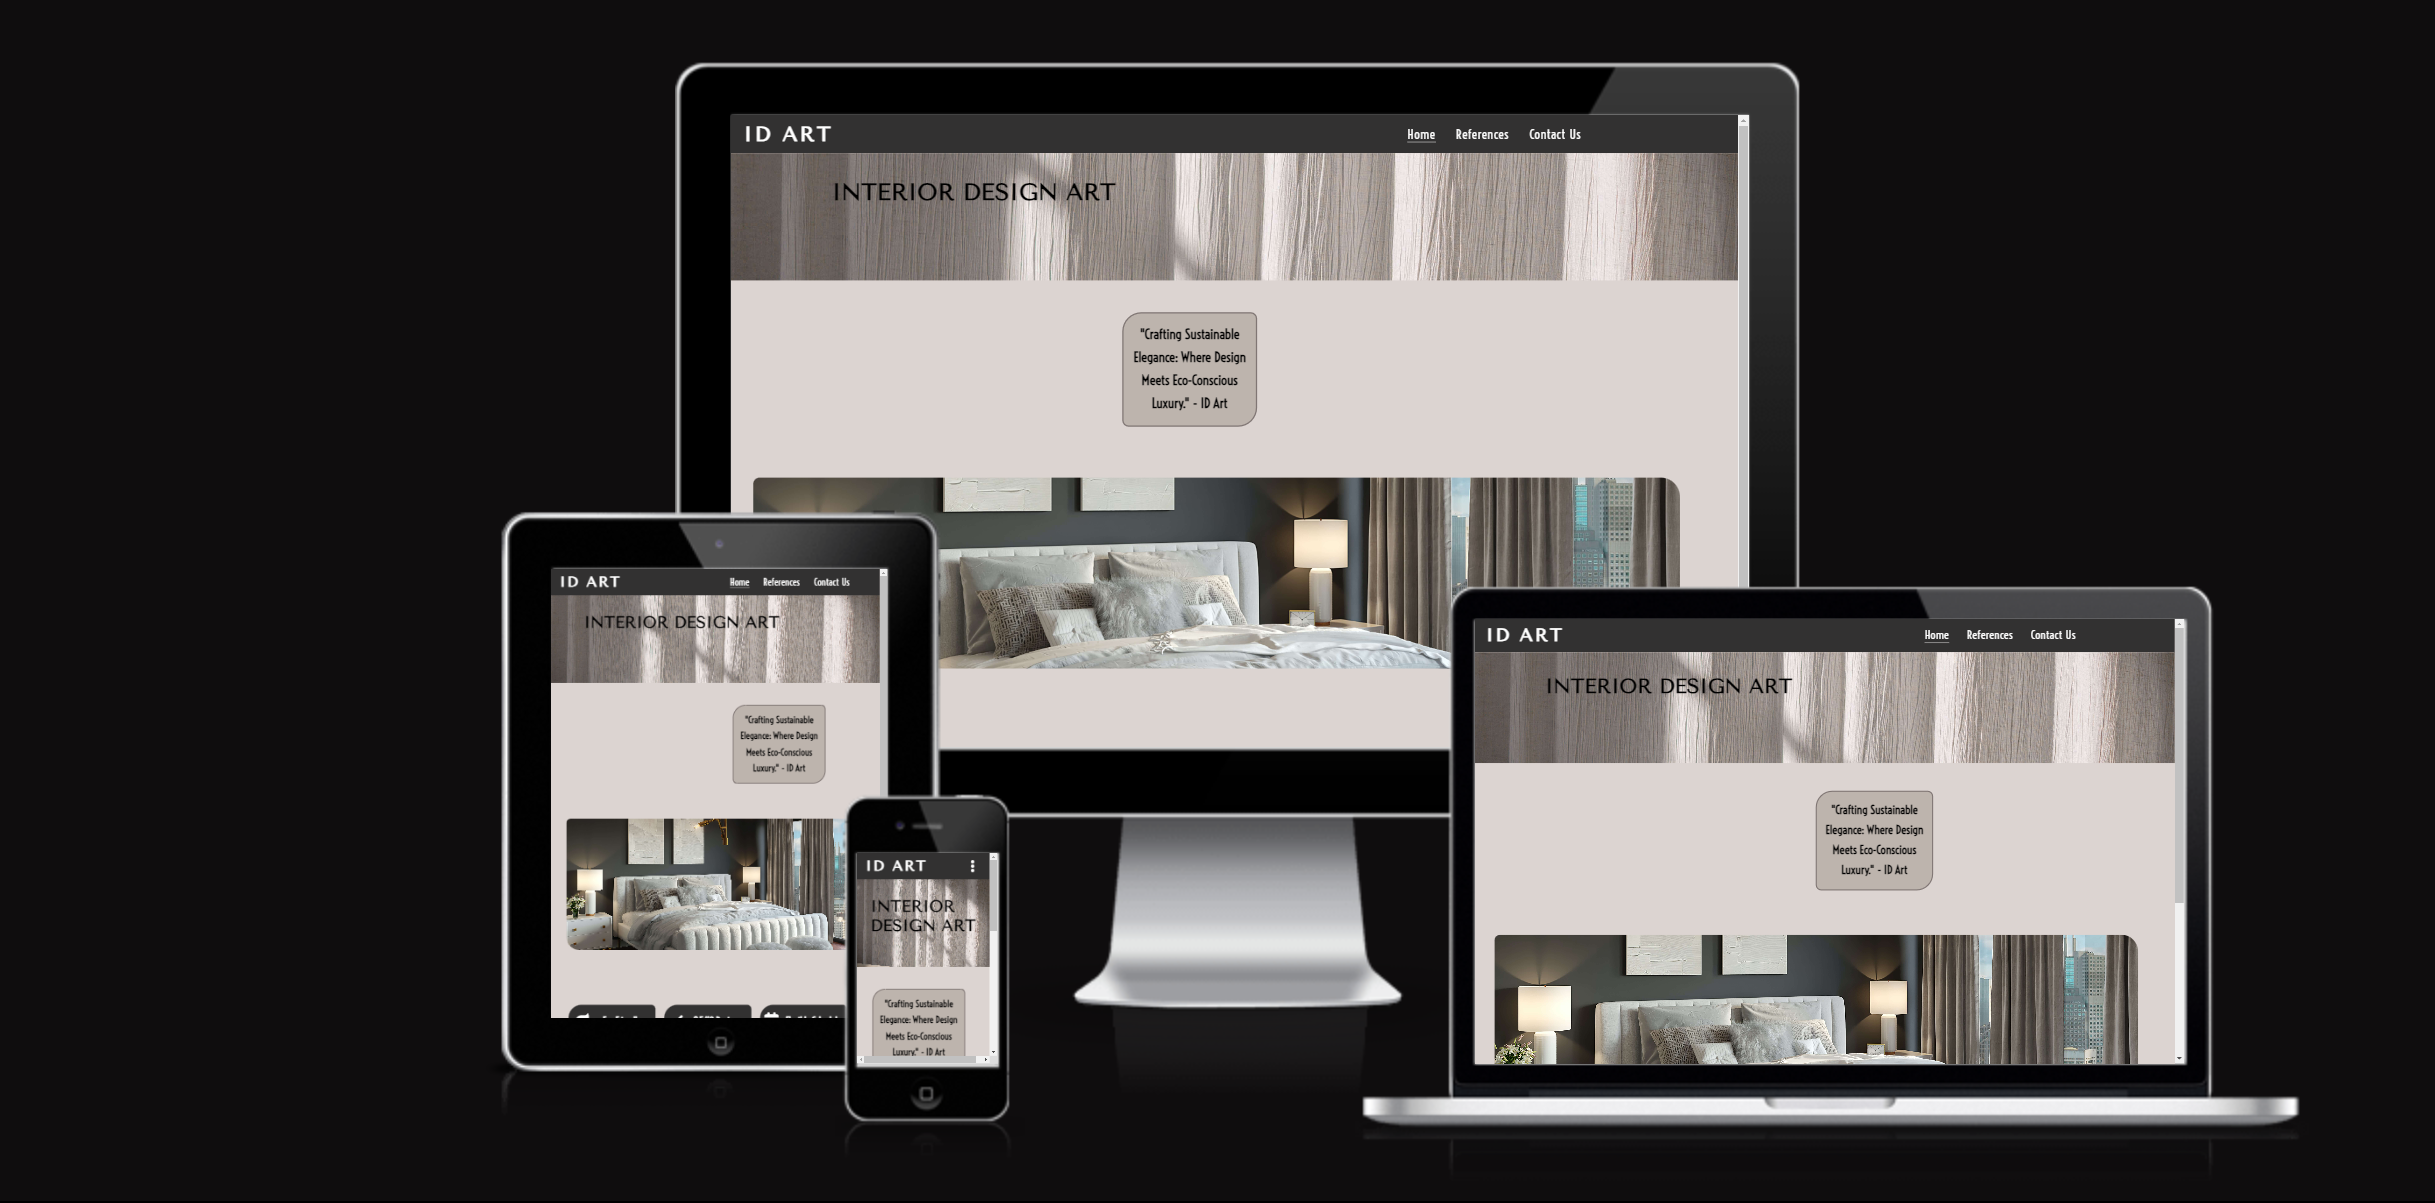 ID ART
Home References Contact Us
INTERIOR DESIGN ART
"Crafting Sustainable
Elegance: Where Design
Meets Eco-Conscious
Luxury." - ID Art
ID ART
Home References Contact Us
INTERIOR DESIGN ART
"Crafting Sustainable
Elegance: Where Design
Meets Eco-Conscious
Luxury." - ID Art
ID ART
INTERIOR
DESIGN ART
"Crafting Sustainable
Elegance: Where Design
Meets Eco-Conscious
Luxury." - ID Art
ID ART
Home References Contact Us
INTERIOR DESIGN ART
"Crafting Sustainable
Elegance: Where Design
Meets Eco-Conscious
Luxury." - ID Art